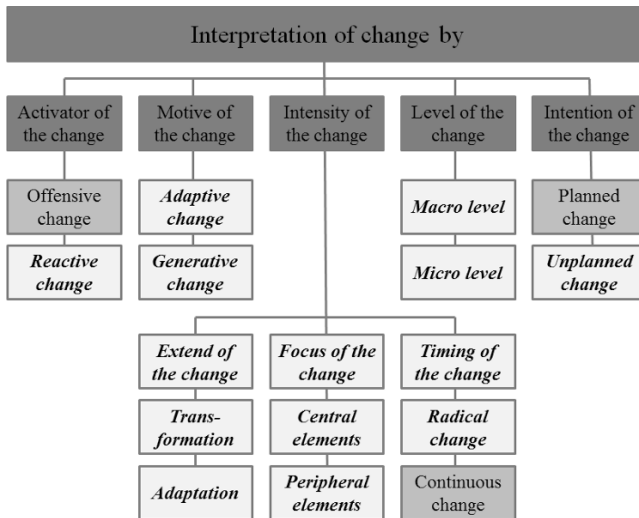 Interpretation of change by
Activator of
the change
Motive of
the change
Intensity of
the change
Level of the
change
Intention of
the change
Offensive
change
Adaptive
change
Macro level
Planned
change
Reactive
change
Generative
change
Micro level
Unplanned
change
Extend of
the change
Focus of the
change
Timing of
the change
Trans-
formation
Central
elements
Radical
change
Adaptation
Peripheral
elements
Continuous
change